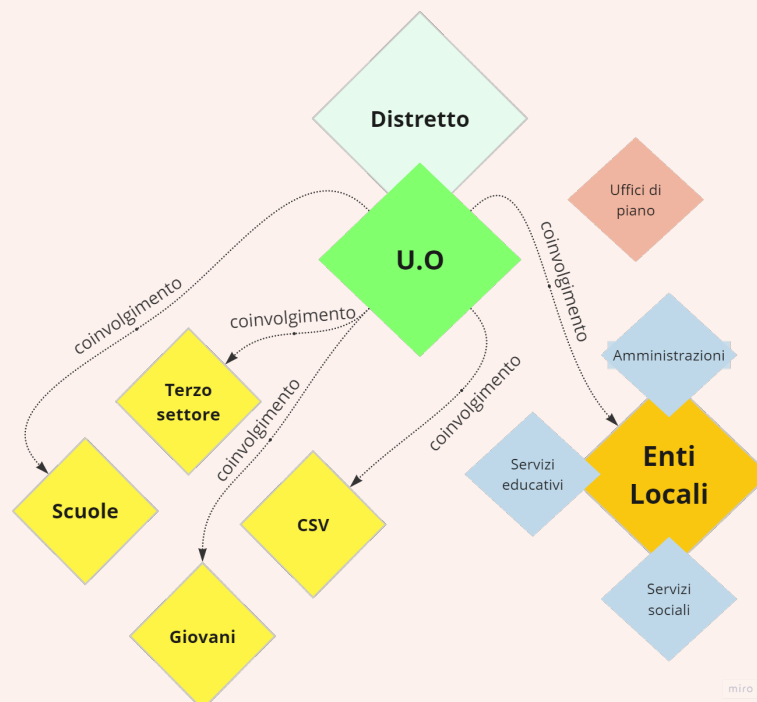 Distretto
Uffici di
piano
U.O
coinvolgimento
coinvolgimento
coinvolgimento
Amministrazioni
Terzo
settore
coinvolgimento
coinvolgimento
Enti
Locali
Servizi
educativi
Scuole
CSV
Servizi
sociali
Giovani
miro